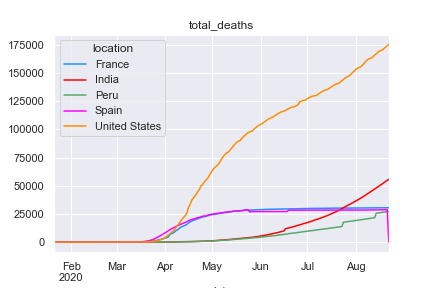 total_deaths
location
France
India
Peru
Spain
United States
175000
150000
125000
100000
75000
50000
25000
0
Feb Mar Apr May Jun Jul Aug
2020